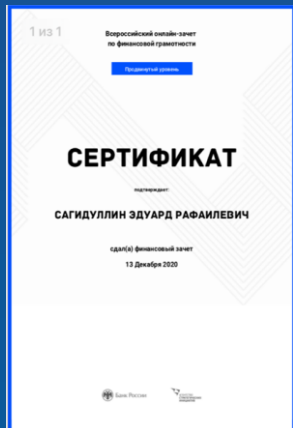 1 из 1
Всероссийский онлайн-зачет
по финансовой грамотности
Продвинутый уровень
СЕРТИФИКАТ
подтверждает:
САГИДУЛЛИН ЭДУАРД РАФАИЛЕВИЧ
сдал(а) финансовый зачет
13 Декабря 2020
Банк России